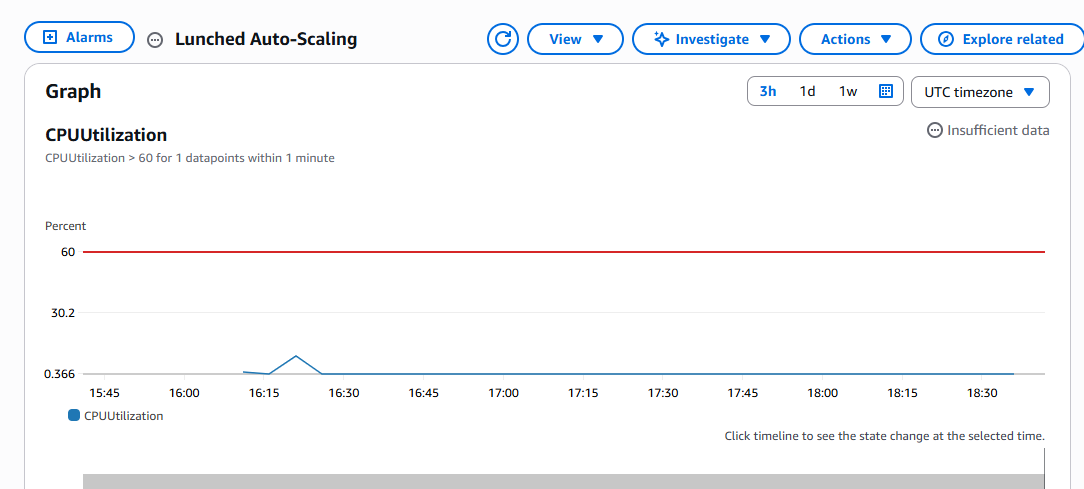 Alarms
Lunched Auto-Scaling
View
Investigate
Actions
Explore related
Graph
3h 1d 1w
UTC timezone
CPUUtilization
Insufficient data
CPUUtilization > 60 for 1 datapoints within 1 minute
Percent
60
30.2
0.366
15:45 16:00 16:15 16:30 16:45 17:00 17:15 17:30 17:45 18:00 18:15 18:30
CPUUtilization
Click timeline to see the state change at the selected time.